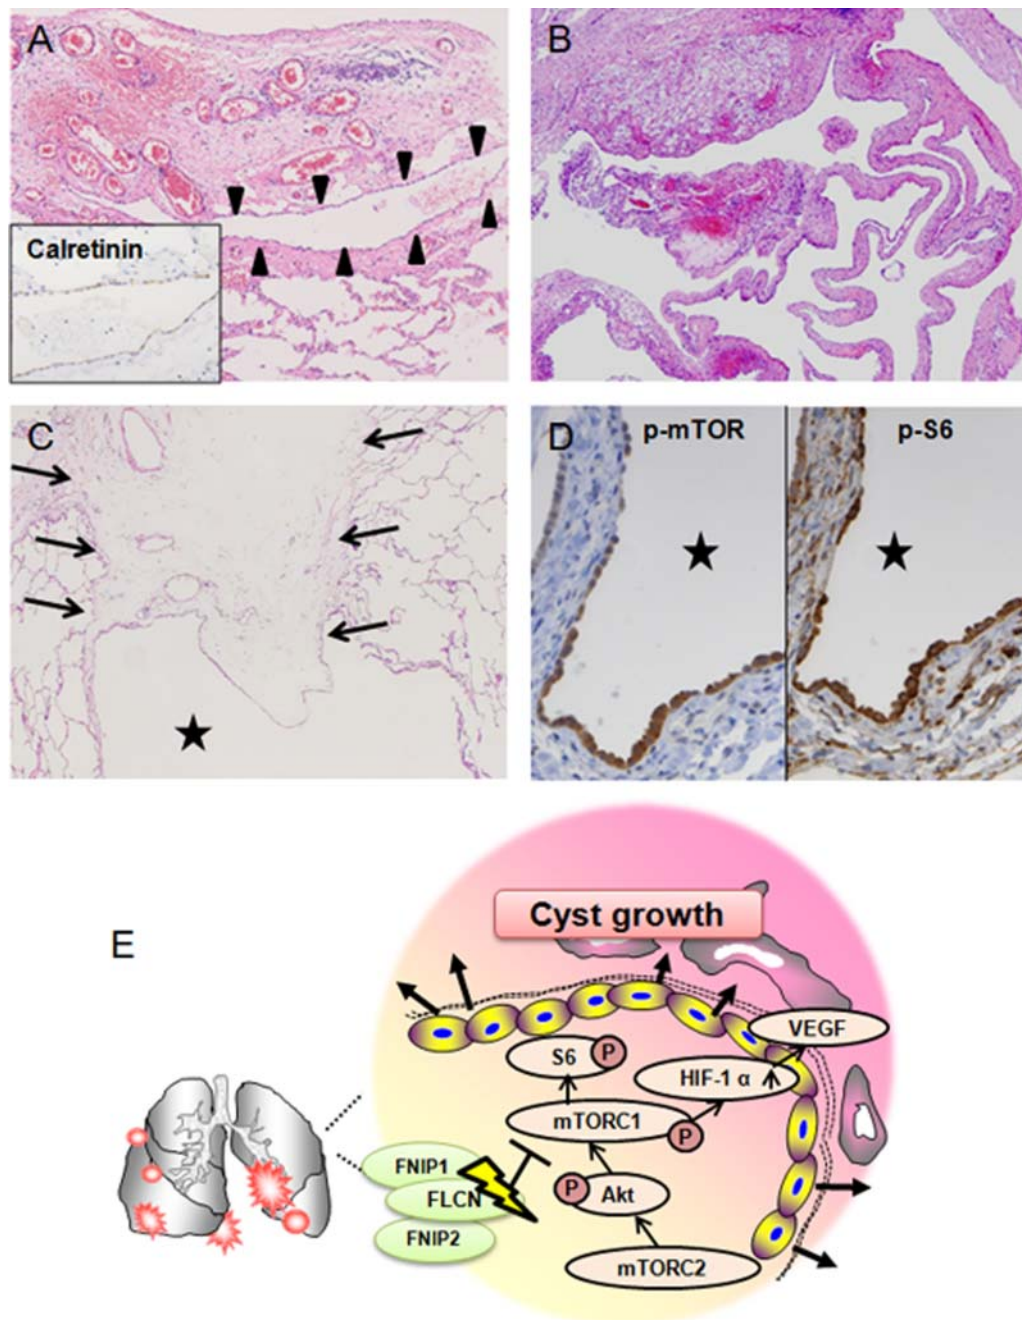 A
B
Calretinin
C
D
p-mTOR
p-S6
E
Cyst growth
VEGF
S6
P
HIF-1 α
mTORC1
P
FNIP1
FLCN
FNIP2
P
Akt
mTORC2